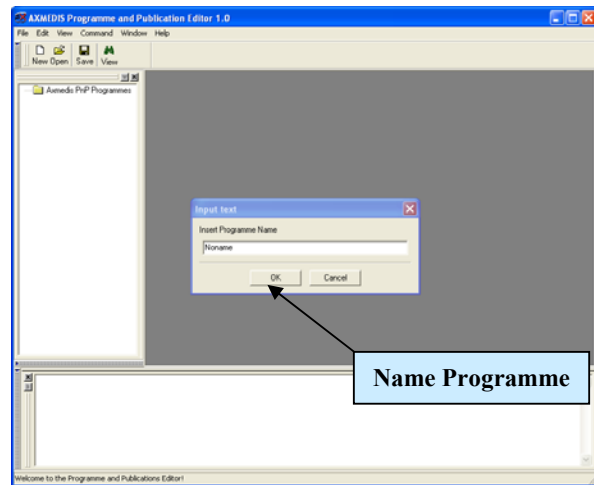 AXMEDIS Programme and Publication Editor 1.0
File Edit View Command Window Help
New Open Save View
Axmedis PnP Programmes
Input text
Insert Programme Name
Noname
OK Cancel
Name Programme
Welcome to the Programme and Publications Editor!